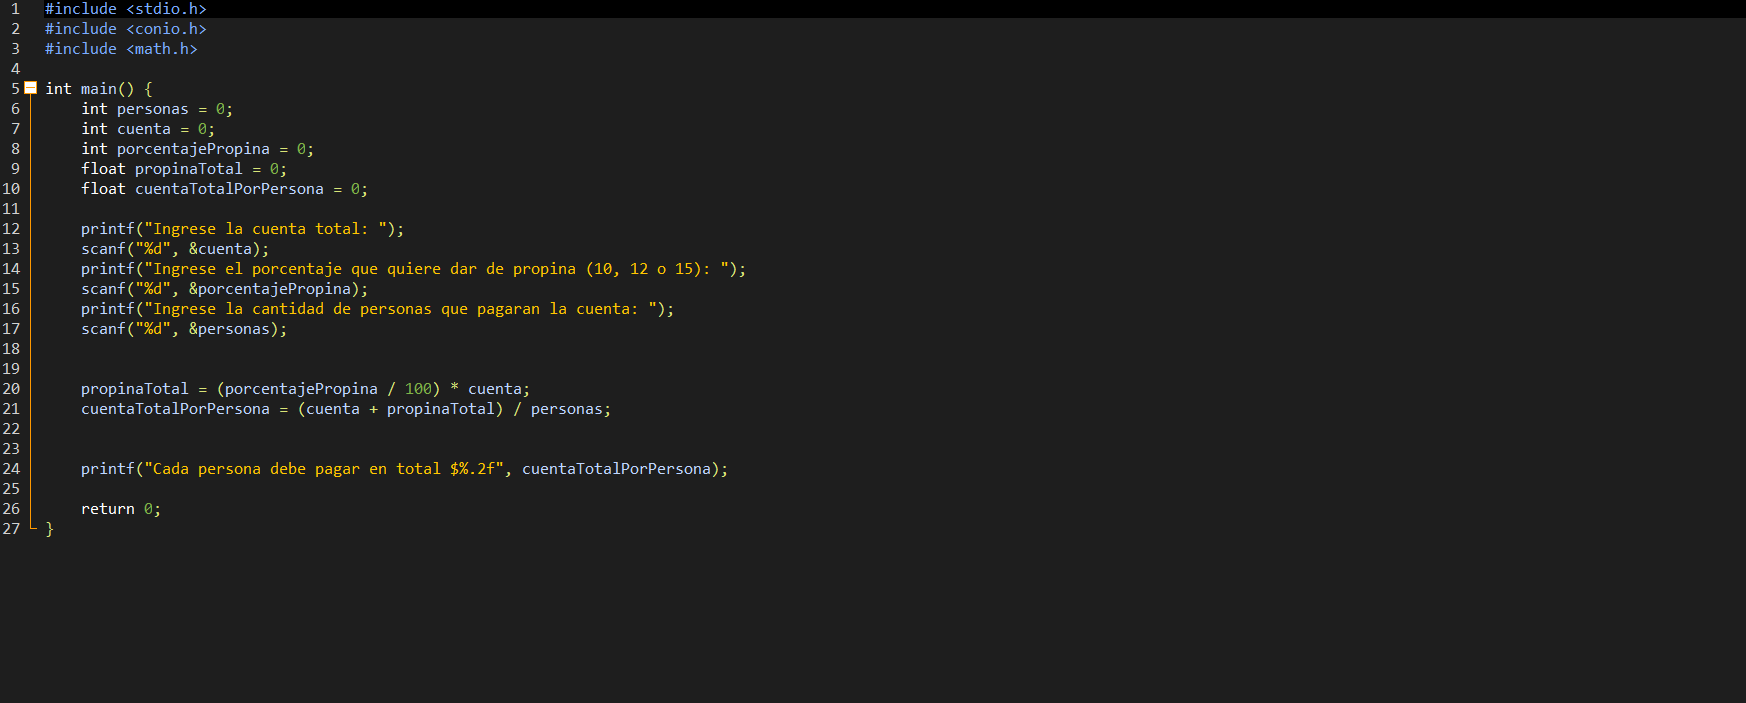 1 #include <stdio.h>
2 #include <conio.h>
3 #include <math.h>
4
5 int main() {
6     int personas = 0;
7     int cuenta = 0;
8     int porcentajePropina = 0;
9     float propinaTotal = 0;
10     float cuentaTotalPorPersona = 0;
11
12     printf("Ingrese la cuenta total: ");
13     scanf("%d", &cuenta);
14     printf("Ingrese el porcentaje que quiere dar de propina (10, 12 o 15): ");
15     scanf("%d", &porcentajePropina);
16     printf("Ingrese la cantidad de personas que pagaran la cuenta: ");
17     scanf("%d", &personas);
18
19
20     propinaTotal = (porcentajePropina / 100) * cuenta;
21     cuentaTotalPorPersona = (cuenta + propinaTotal) / personas;
22
23
24     printf("Cada persona debe pagar en total $%.2f", cuentaTotalPorPersona);
25
26     return 0;
27 }